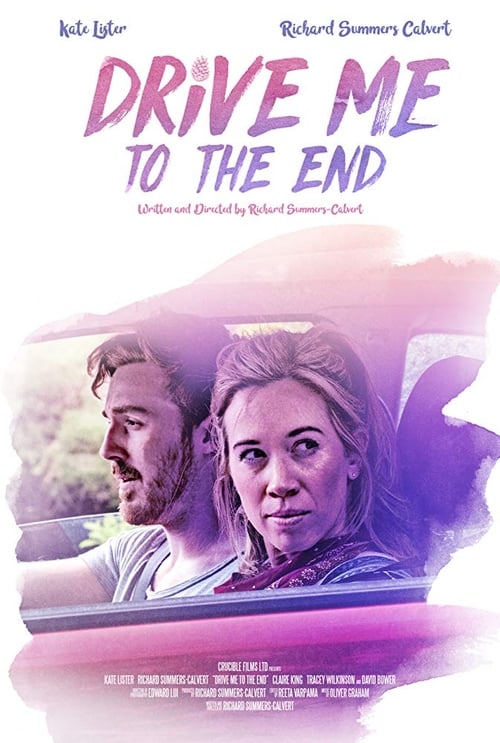 Kate Lister Richard Summers Calvert
DRIVE ME
TO THE END
Written and Directed by Richard Summers-Calvert
CRUCIBLE FILMS LTD PRESENTS
KATE LISTER RICHARD SUMMERS-CALVERT "DRIVE ME TO THE END" CLAIRE KING TRACEY WILKINSON AND DAVID BOWER
EDWARD LUI RICHARD SUMMERS-CALVERT REETA VARPAMA OLIVER GRAHAM
RICHARD SUMMERS-CALVERT